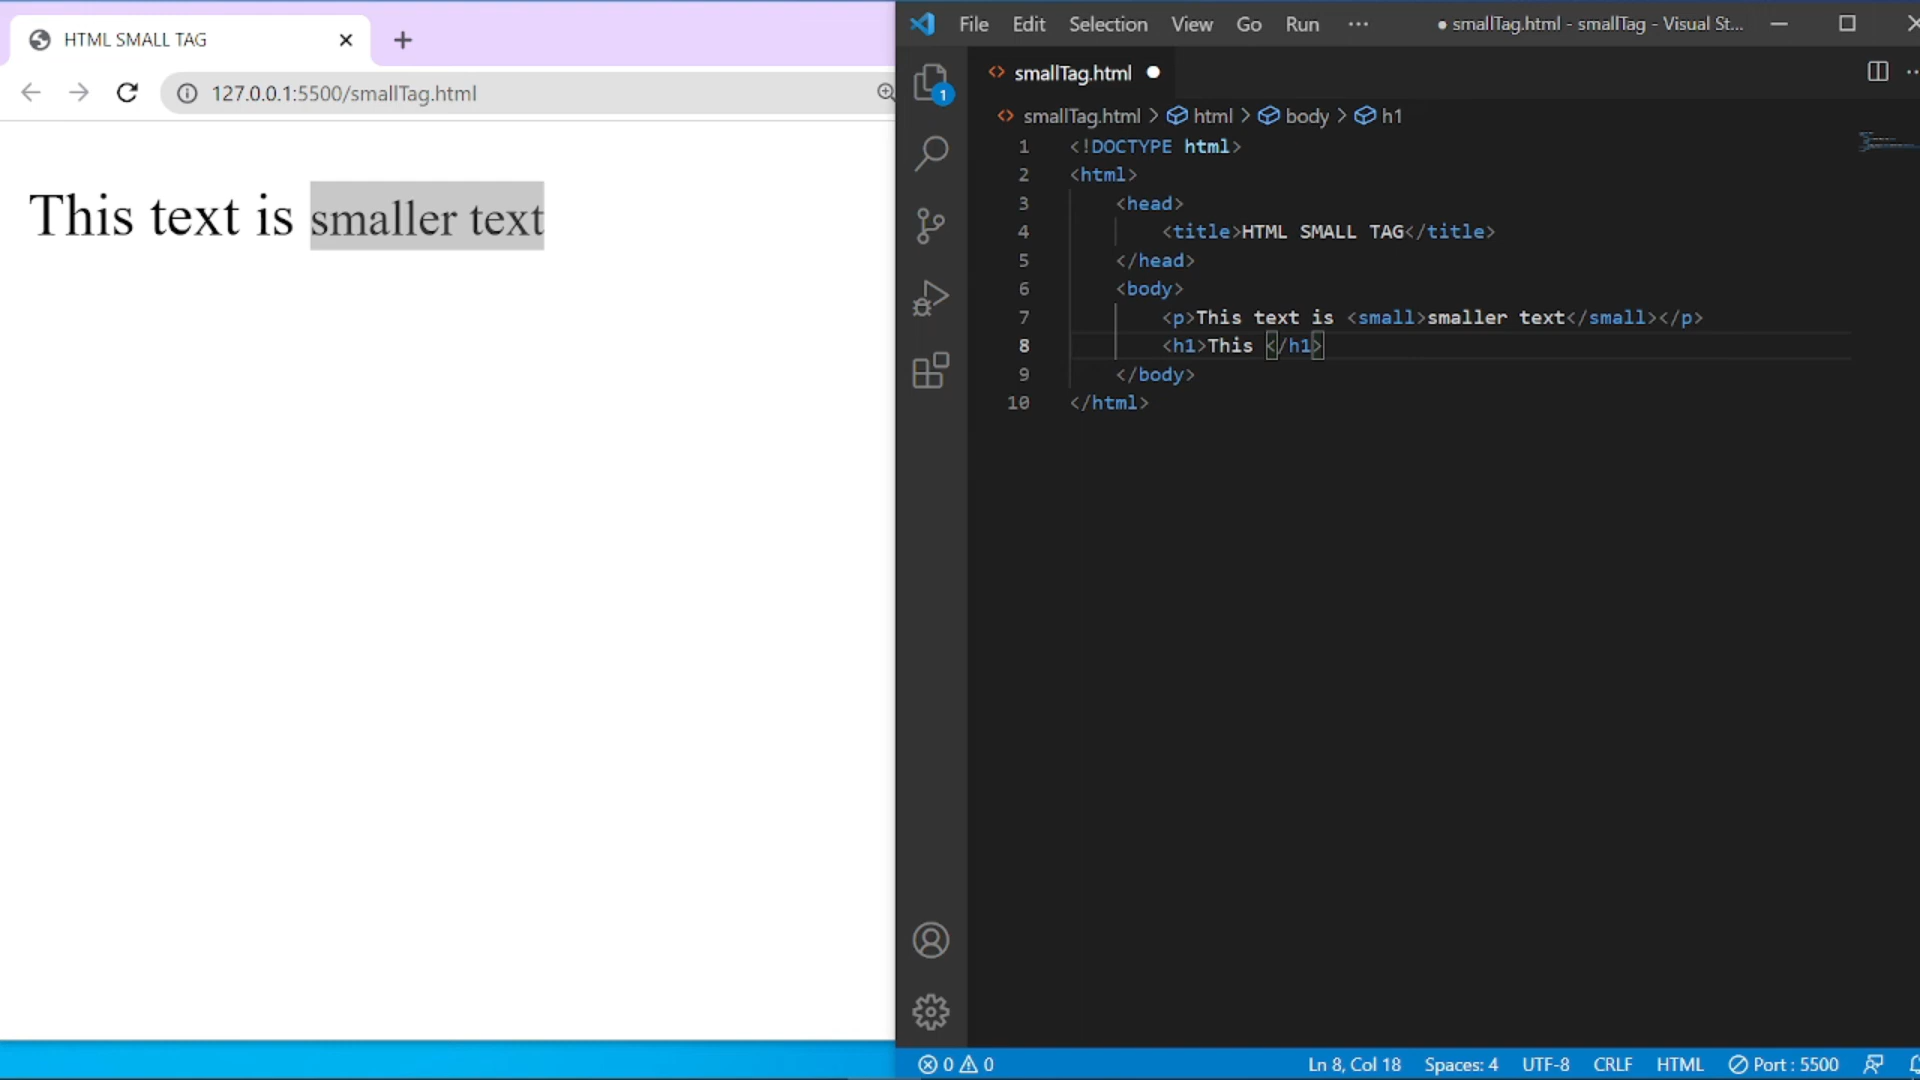 HTML SMALL TAG
127.0.0.1:5500/smallTag.html
This text is smaller text
File Edit Selection View Go Run ··· ● smallTag.html - smallTag - Visual St...
smallTag.html
1
smallTag.html > html > body > h1
1 <!DOCTYPE html>
2 <html>
3 <head>
4 <title>HTML SMALL TAG</title>
5 </head>
6 <body>
7 <p>This text is <small>smaller text</small></p>
8 <h1>This </h1>
9 </body>
10 </html>
0 0 Ln 8, Col 18 Spaces: 4 UTF-8 CRLF HTML Port : 5500